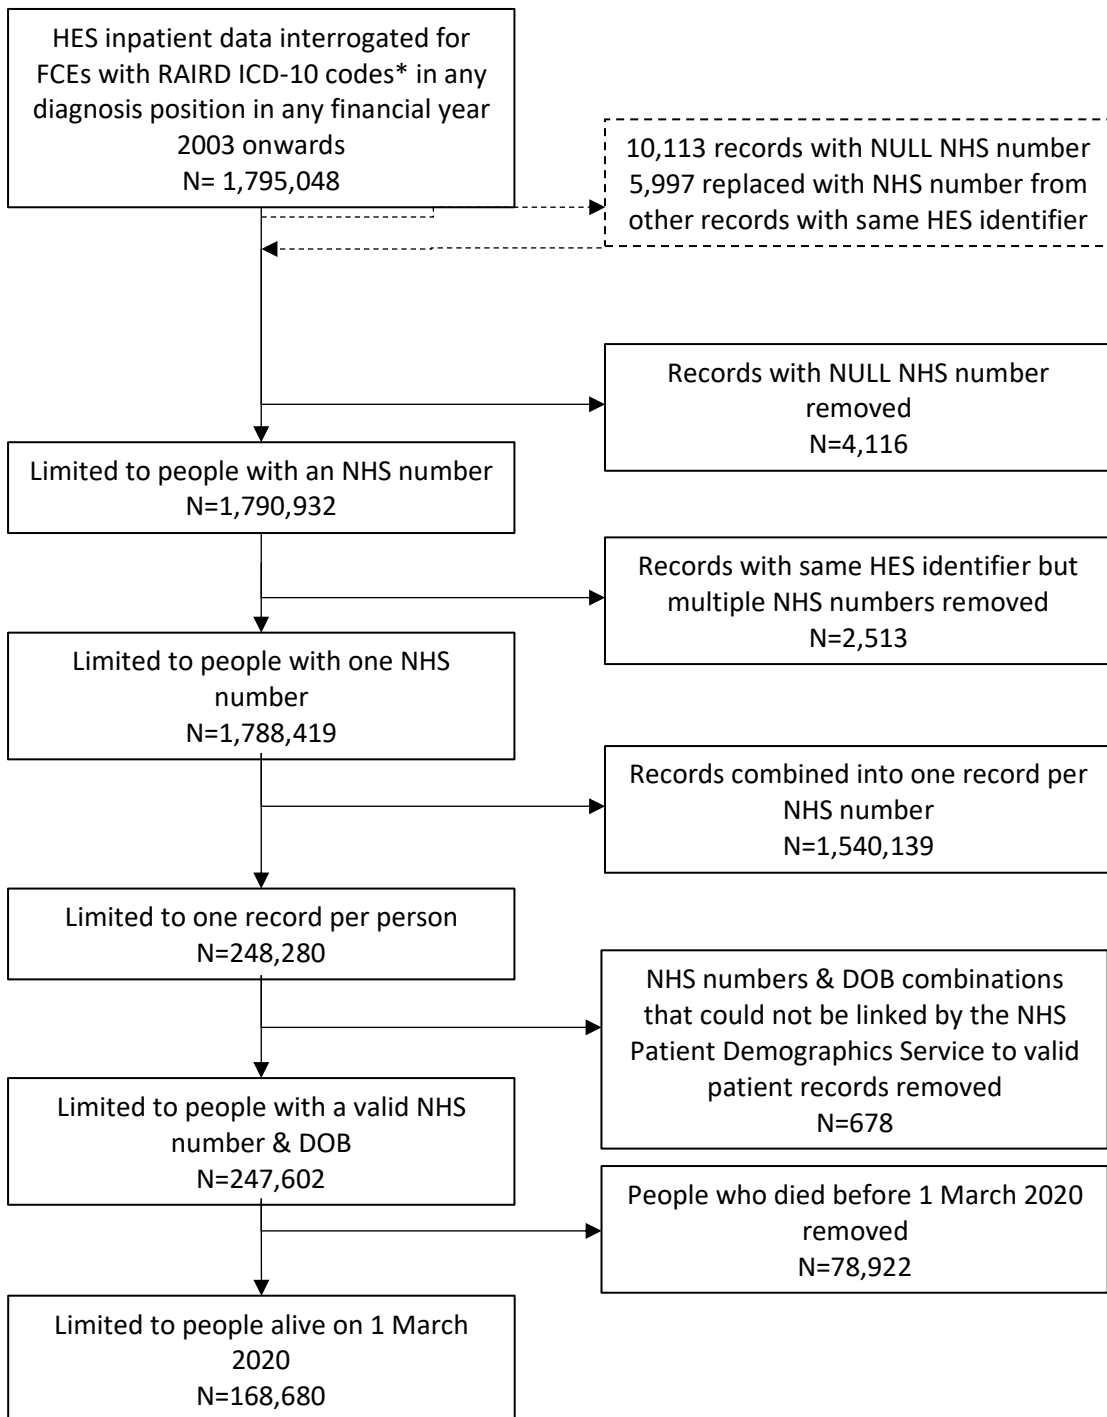 HES inpatient data interrogated for
FCEs with RAIRD ICD-10 codes* in any
diagnosis position in any financial year
2003 onwards
N= 1,795,048
10,113 records with NULL NHS number
5,997 replaced with NHS number from
other records with same HES identifier
Records with NULL NHS number
removed
N=4,116
Limited to people with an NHS number
N=1,790,932
Records with same HES identifier but
multiple NHS numbers removed
N=2,513
Limited to people with one NHS
number
N=1,788,419
Records combined into one record per
NHS number
N=1,540,139
Limited to one record per person
N=248,280
NHS numbers & DOB combinations
that could not be linked by the NHS
Patient Demographics Service to valid
patient records removed
N=678
Limited to people with a valid NHS
number & DOB
N=247,602
People who died before 1 March 2020
removed
N=78,922
Limited to people alive on 1 March
2020
N=168,680